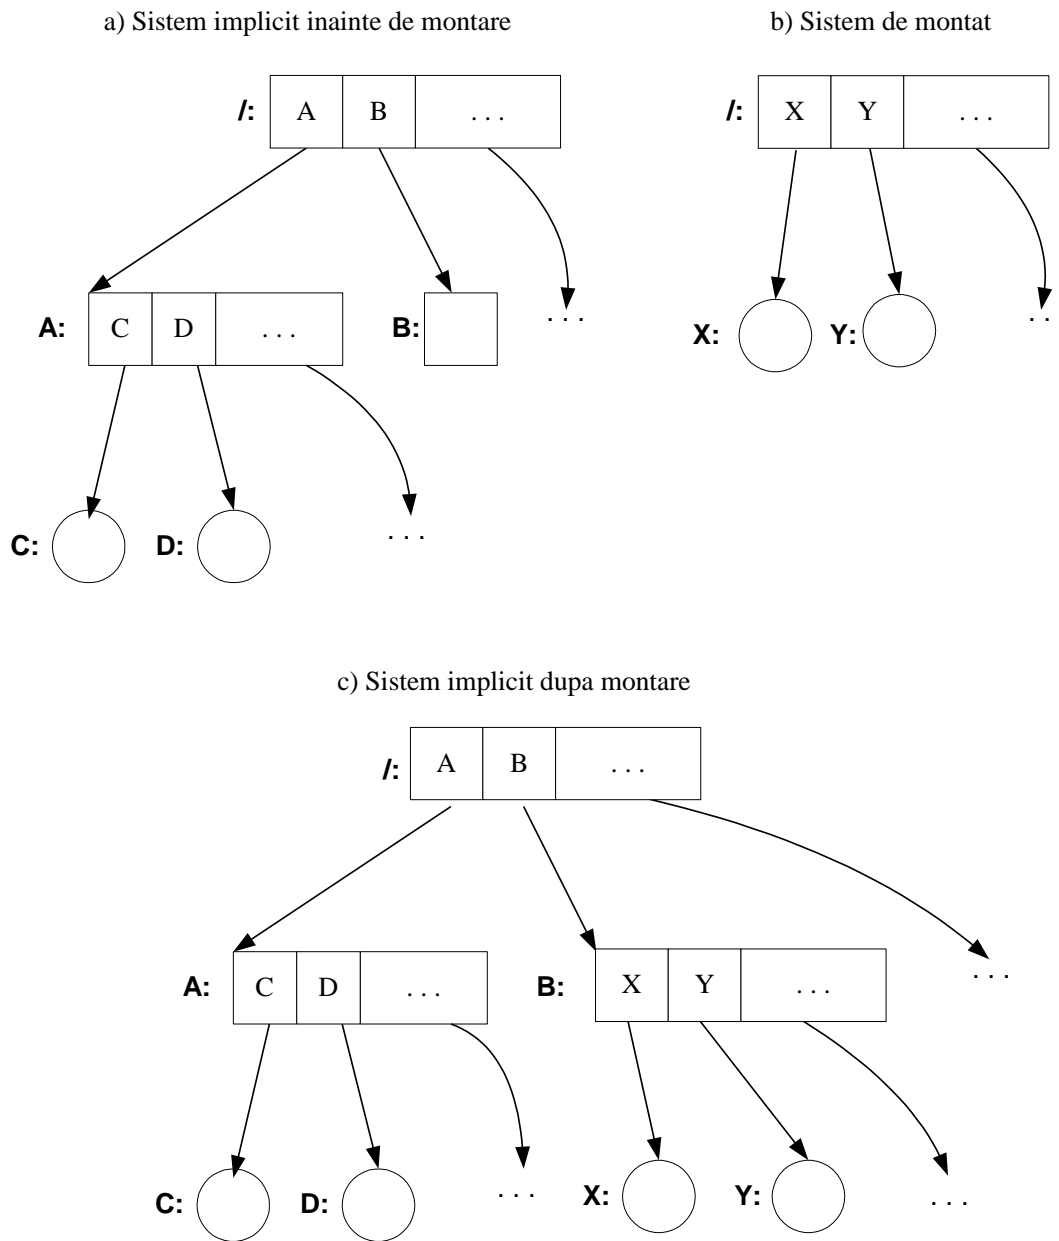 a) Sistem implicit inainte de montare
b) Sistem de montat
/: A B . . .
/: X Y . . .
A: C D . . .
B:
. . .
X:
Y:
. .
C:
D:
. . .
c) Sistem implicit dupa montare
/: A B . . .
A: C D . . .
B: X Y . . .
. . .
C:
D:
. . .
X:
Y:
. . .